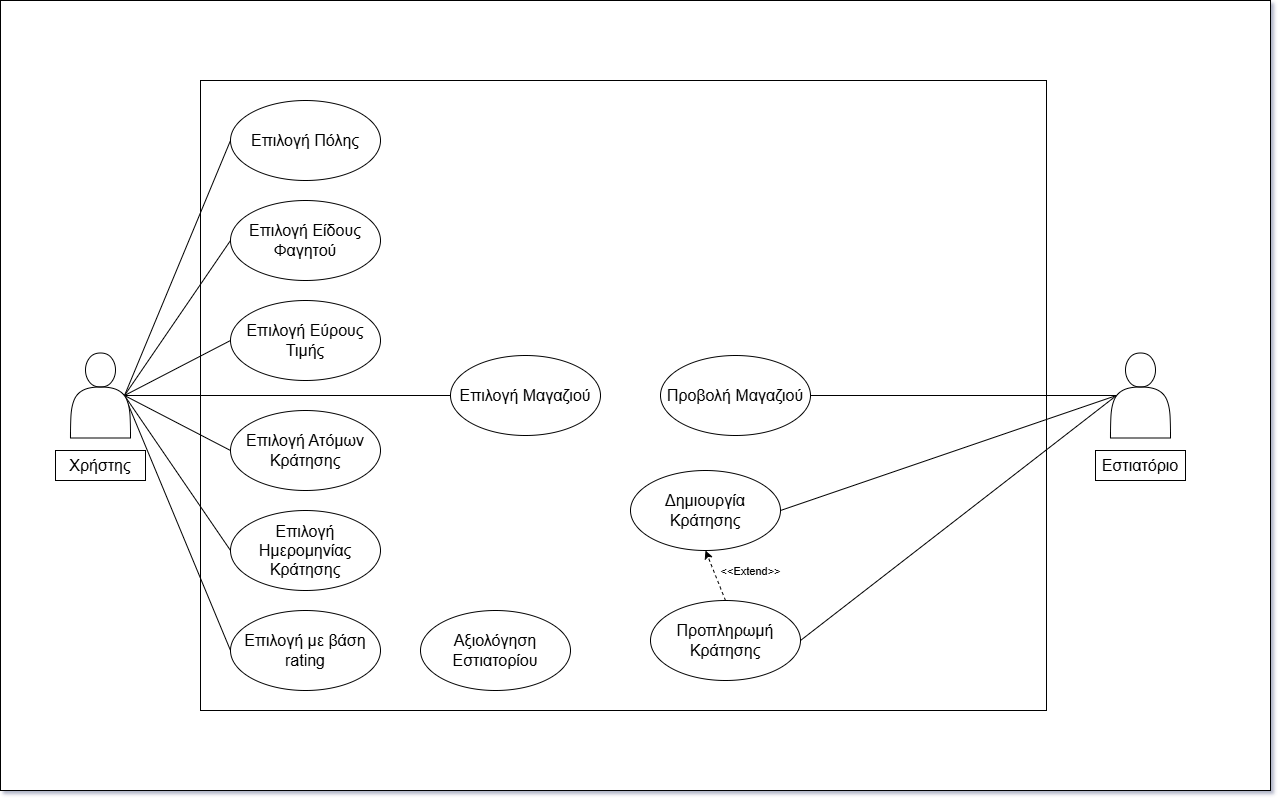 Επιλογή Πόλης
Επιλογή Είδους
Φαγητού
Επιλογή Εύρους
Τιμής
Επιλογή Μαγαζιού
Προβολή Μαγαζιού
Χρήστης
Επιλογή Ατόμων
Κράτησης
Εστιατόριο
Δημιουργία
Κράτησης
Επιλογή
Ημερομηνίας
Κράτησης
<<Extend>>
Επιλογή με βάση
rating
Αξιολόγηση
Εστιατορίου
Προπληρωμή
Κράτησης